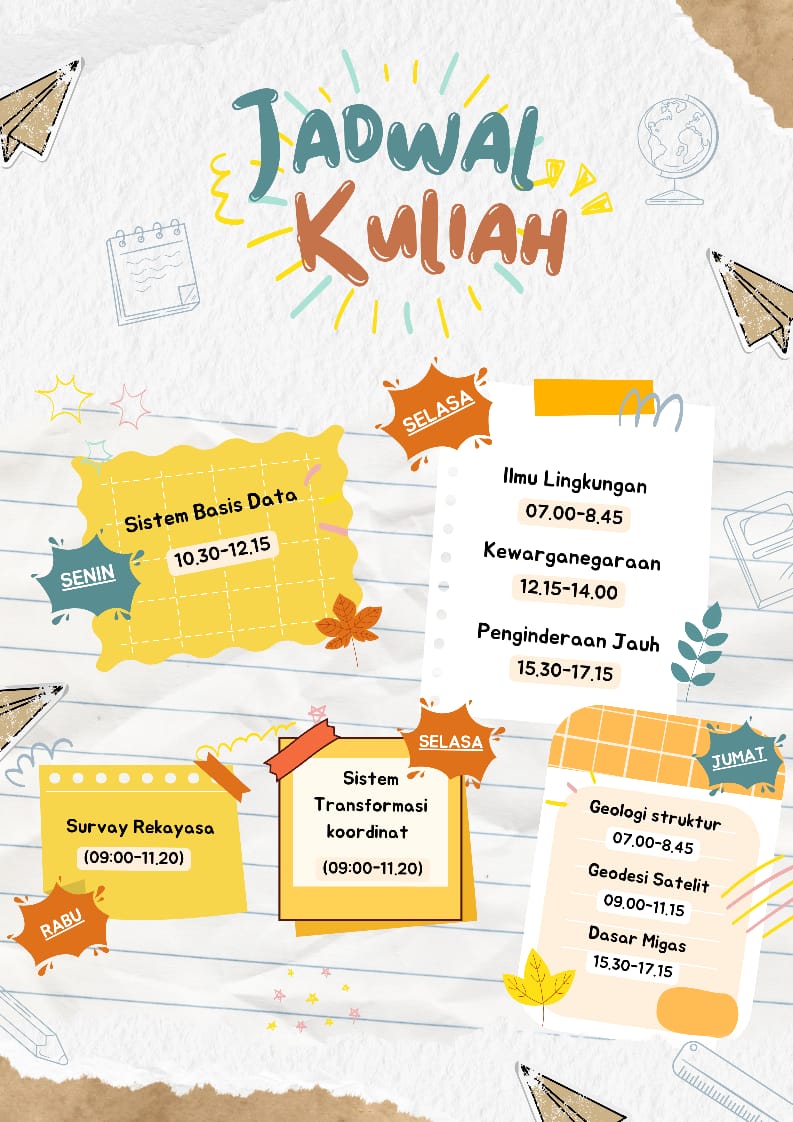 JADWAL
KULIAH
SENIN
Sistem Basis Data
10.30-12.15
SELASA
Ilmu Lingkungan
07.00-8.45
Kewarganegaraan
12.15-14.00
Penginderaan Jauh
15.30-17.15
RABU
Survay Rekayasa
(09:00-11.20)
SELASA
Sistem
Transformasi
koordinat
(09:00-11.20)
JUMAT
Geologi struktur
07.00-8.45
Geodesi Satelit
09.00-11.15
Dasar Migas
15.30-17.15